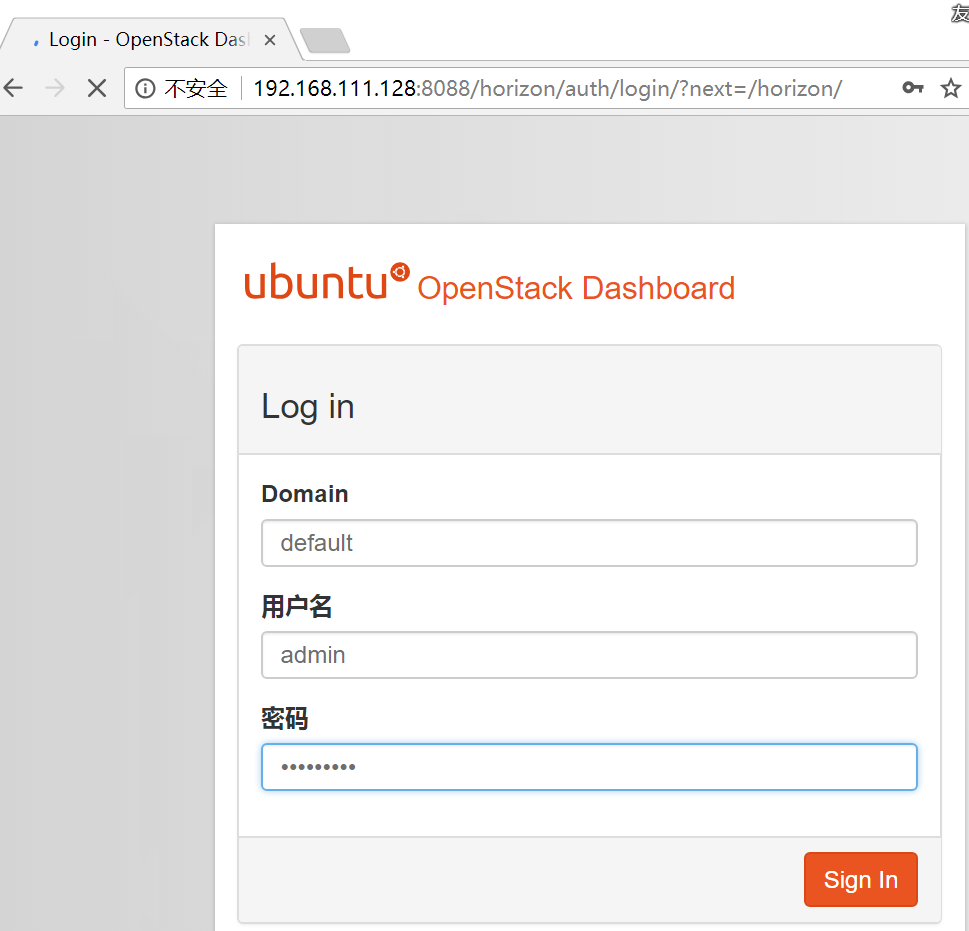 友
Login - OpenStack Das
不安全 192.168.111.128:8088/horizon/auth/login/?next=/horizon/
ubuntu OpenStack Dashboard
Log in
Domain
default
用户名
admin
密码
•••••••••
Sign In